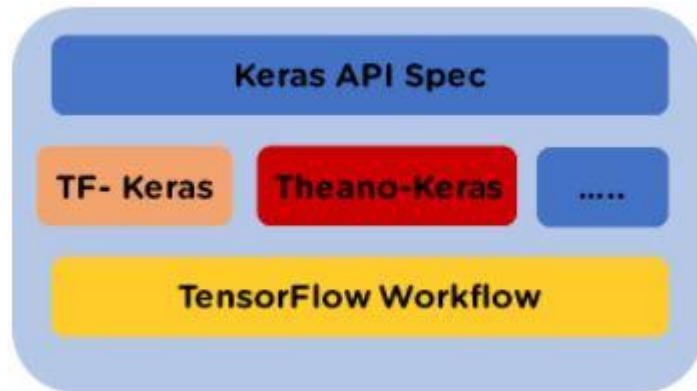 Keras API Spec
TF- Keras
Theano-Keras
.....
TensorFlow Workflow